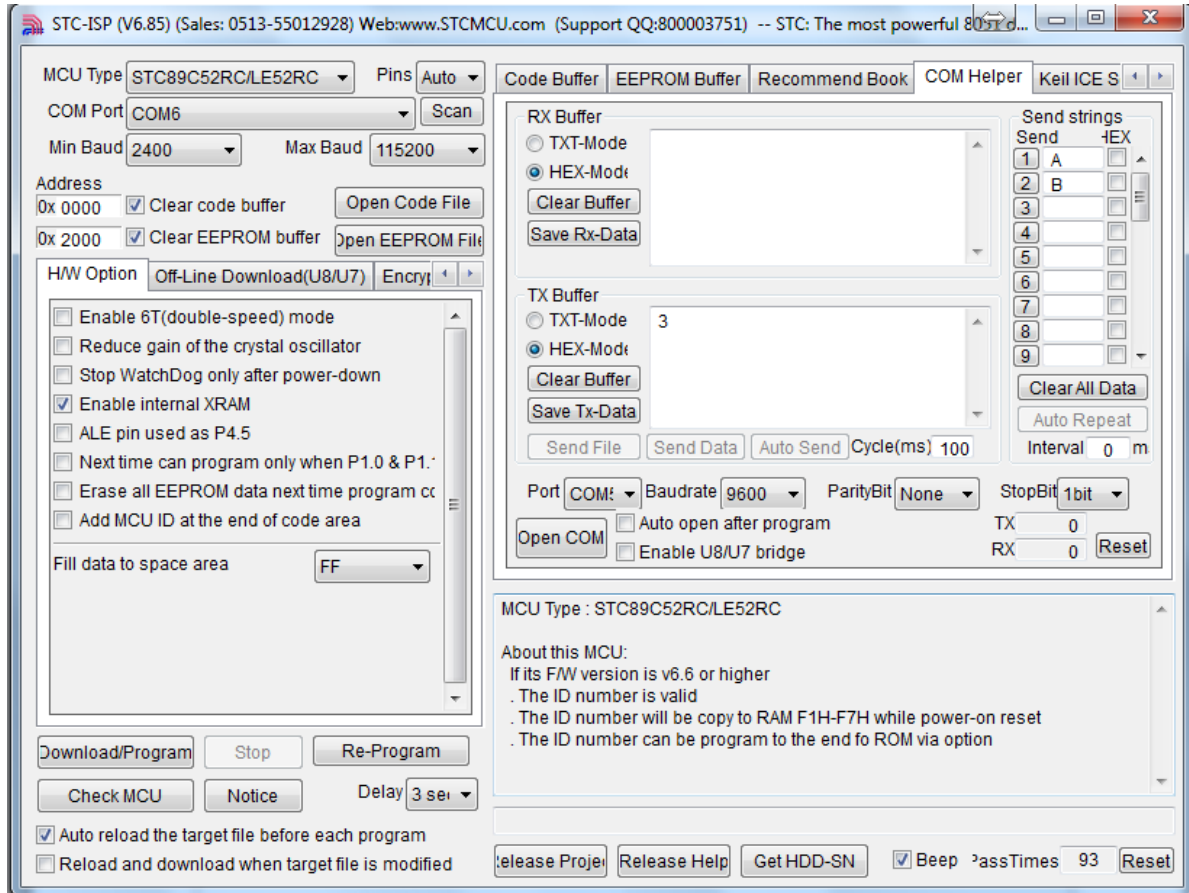 STC-ISP (V6.85) (Sales: 0513-55012928) Web:www.STCMCU.com (Support QQ:800003751) -- STC: The most powerful 8051 d...
MCU Type STC89C52RC/LE52RC Pins Auto
COM Port COM6 Scan
Min Baud 2400 Max Baud 115200
Address
0x 0000 Clear code buffer Open Code File
0x 2000 Clear EEPROM buffer Open EEPROM File
H/W Option Off-Line Download(U8/U7) Encryp
Enable 6T(double-speed) mode
Reduce gain of the crystal oscillator
Stop WatchDog only after power-down
Enable internal XRAM
ALE pin used as P4.5
Next time can program only when P1.0 & P1.
Erase all EEPROM data next time program
Add MCU ID at the end of code area
Fill data to space area FF
Download/Program Stop Re-Program
Check MCU Notice Delay 3 se
Auto reload the target file before each program
Reload and download when target file is modified
Code Buffer EEPROM Buffer Recommend Book COM Helper Keil ICE S
RX Buffer
TXT-Mode
HEX-Mode
Clear Buffer
Save Rx-Data
TX Buffer
TXT-Mode 3
HEX-Mode
Clear Buffer
Save Tx-Data
Send File Send Data Auto Send Cycle(ms) 100
Send strings
Send HEX
1 A
2 B
3
4
5
6
7
8
9
Clear All Data
Auto Repeat
Interval 0 m
Port COM5 Baudrate 9600 ParityBit None StopBit 1bit
Open COM Auto open after program TX 0
Enable U8/U7 bridge RX 0 Reset
MCU Type : STC89C52RC/LE52RC
About this MCU:
If its F/W version is v6.6 or higher
. The ID number is valid
. The ID number will be copy to RAM F1H-F7H while power-on reset
. The ID number can be program to the end fo ROM via option
Release Projec Release Help Get HDD-SN Beep PassTimes 93 Reset